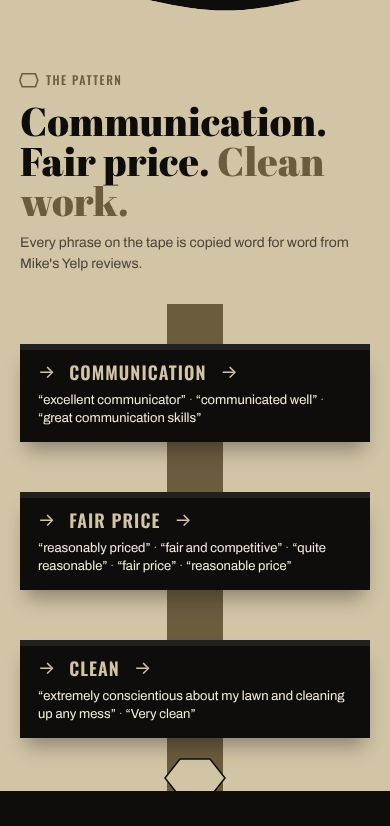 THE PATTERN
Communication.
Fair price. Clean
work.
Every phrase on the tape is copied word for word from
Mike's Yelp reviews.
→ COMMUNICATION →
“excellent communicator” · “communicated well” ·
“great communication skills”
→ FAIR PRICE →
“reasonably priced” · “fair and competitive” · “quite
reasonable” · “fair price” · “reasonable price”
→ CLEAN →
“extremely conscientious about my lawn and cleaning
up any mess” · “Very clean”